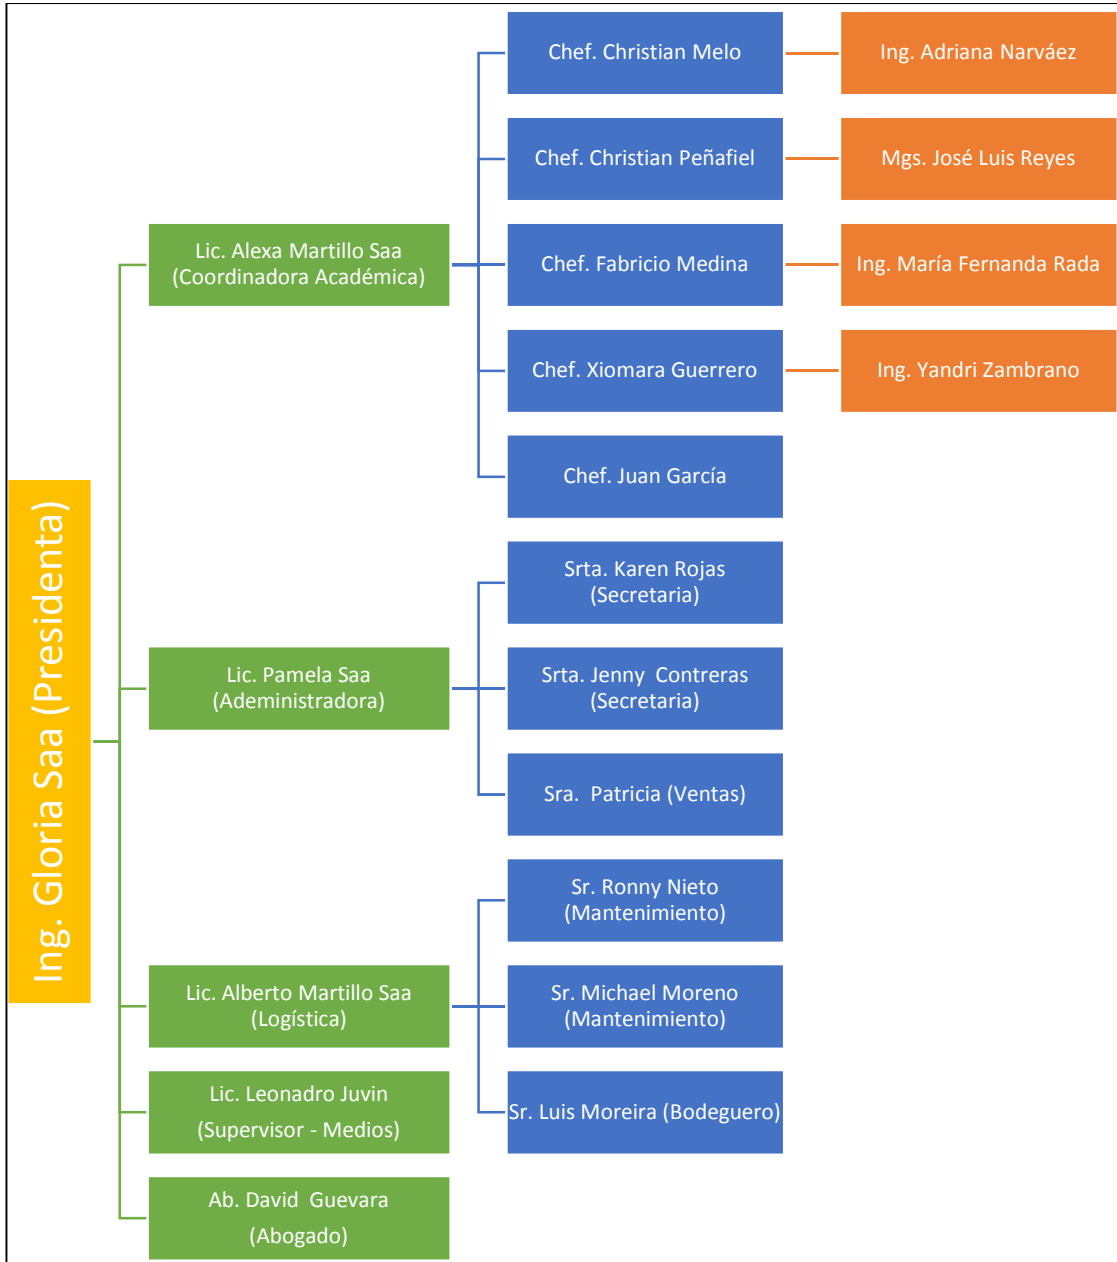 Ing. Gloria Saa (Presidenta)
Lic. Alexa Martillo Saa
(Coordinadora Académica)
Chef. Christian Melo
Ing. Adriana Narváez
Chef. Christian Peñafiel
Mgs. José Luis Reyes
Chef. Fabricio Medina
Ing. María Fernanda Rada
Chef. Xiomara Guerrero
Ing. Yandri Zambrano
Chef. Juan García
Lic. Pamela Saa
(Adeministradora)
Srta. Karen Rojas
(Secretaria)
Srta. Jenny  Contreras
(Secretaria)
Sra.  Patricia (Ventas)
Lic. Alberto Martillo Saa
(Logística)
Sr. Ronny Nieto
(Mantenimiento)
Sr. Michael Moreno
(Mantenimiento)
Sr. Luis Moreira (Bodeguero)
Lic. Leonadro Juvin
(Supervisor - Medios)
Ab. David  Guevara
(Abogado)